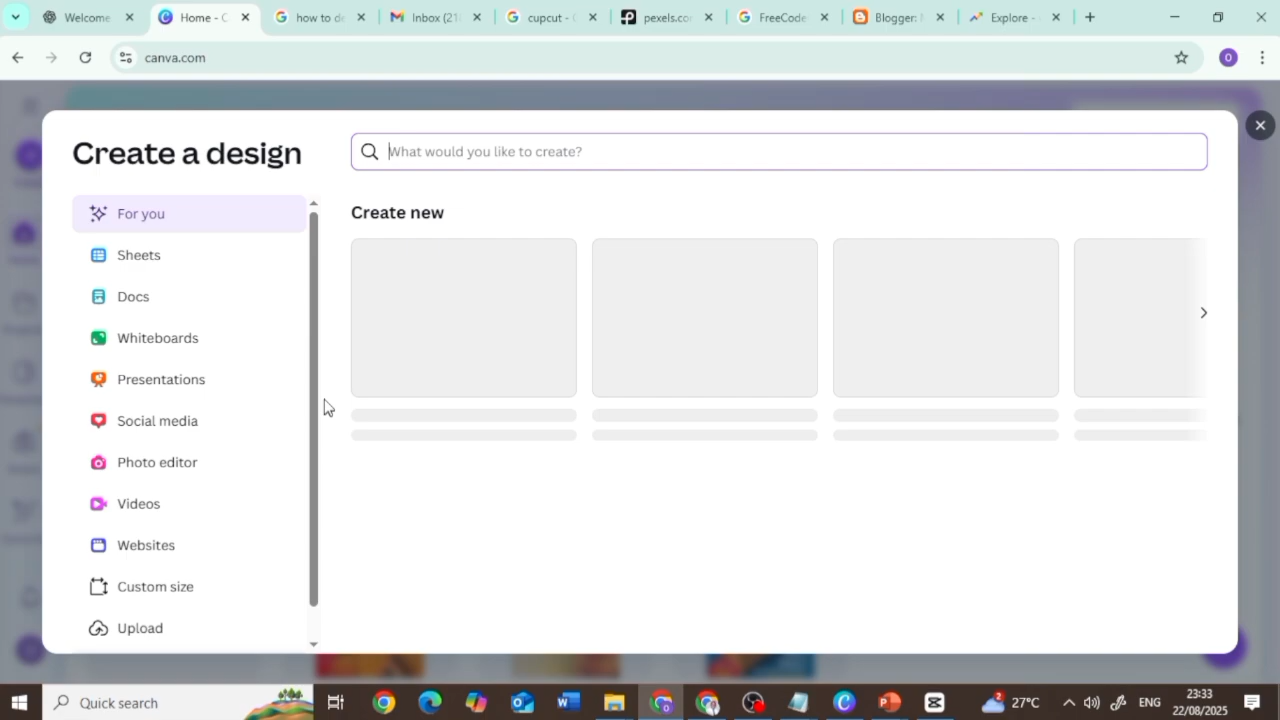 Welcome
Home - C
how to de
Inbox (21
cupcut - G
pexels.co
FreeCode
Blogger:
Explore -
canva.com
Create a design
What would you like to create?
For you
Sheets
Docs
Whiteboards
Presentations
Social media
Photo editor
Videos
Websites
Custom size
Upload
Create new
Quick search
2
27°C
ENG
23:33
22/08/2025